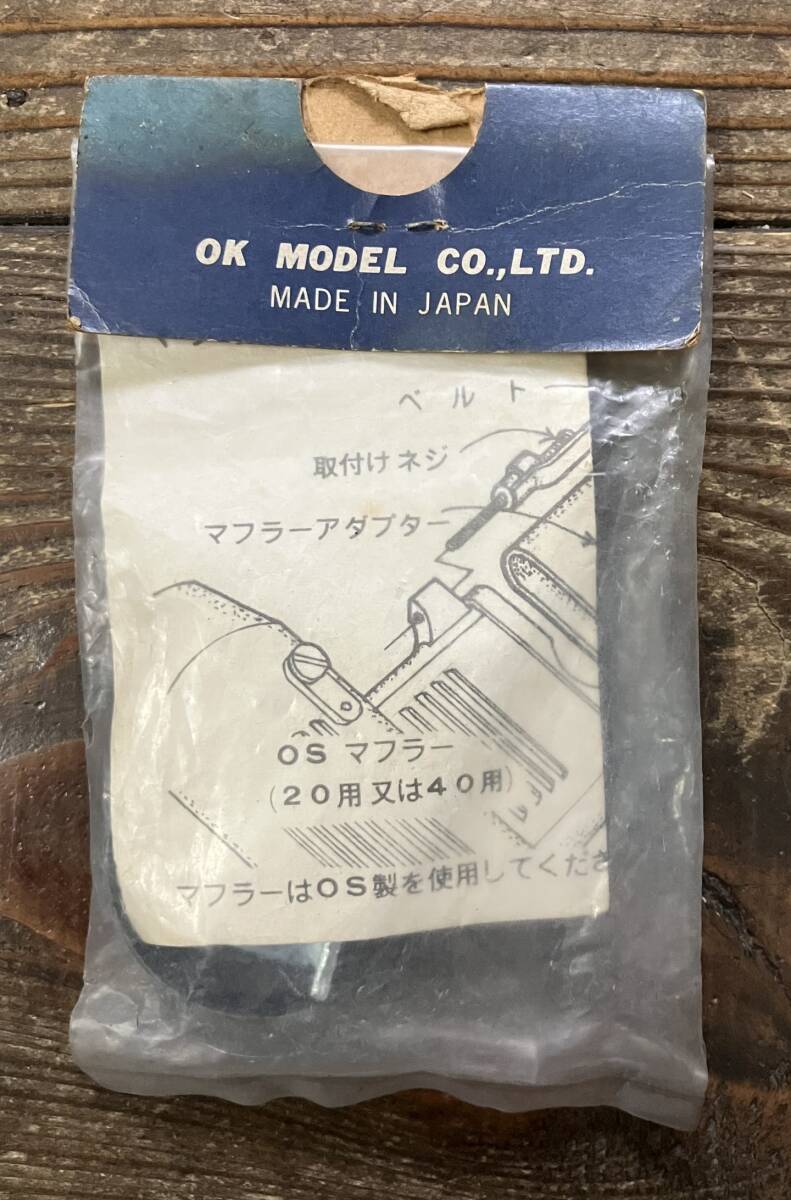 OK MODEL CO.,LTD.
MADE IN JAPAN
ベルト
取付けネジ
マフラーアダプター
OS マフラー
(20用又は40用)
マフラーはOS製を使用してくださ